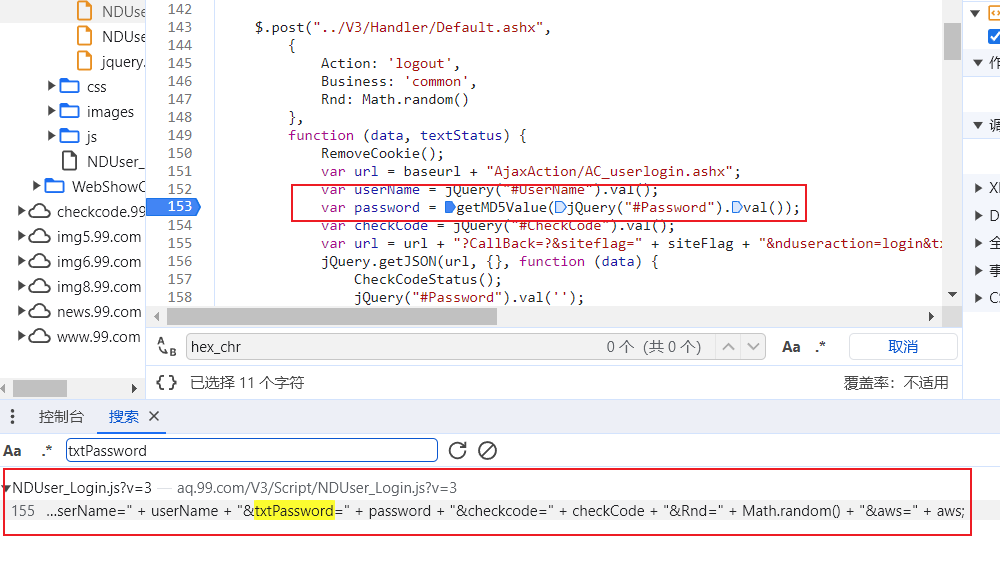 NDUse
NDUse
jquery.
css
images
js
NDUser_
WebShowC
checkcode.99
img5.99.com
img6.99.com
img8.99.com
news.99.com
www.99.com
142
143 $.post("../V3/Handler/Default.ashx",
144 {
145 Action: 'logout',
146 Business: 'common',
147 Rnd: Math.random()
148 },
149 function (data, textStatus) {
150 RemoveCookie();
151 var url = baseurl + "AjaxAction/AC_userlogin.ashx";
152 var userName = jQuery("#UserName").val();
153 var password = getMD5Value(jQuery("#Password").val());
154 var checkCode = jQuery("#CheckCode").val();
155 var url = url + "?CallBack=?&siteflag=" + siteFlag + "&nduseraction=login&tx
156 jQuery.getJSON(url, {}, function (data) {
157 CheckCodeStatus();
158 jQuery("#Password").val('');
hex_chr 0 个 (共 0 个) Aa .* 取消
{} 已选择 11 个字符 覆盖率：不适用
作
调
XI
D
全
事
C
控制台 搜索
Aa .* txtPassword
NDUser_Login.js?v=3 — aq.99.com/V3/Script/NDUser_Login.js?v=3
155 …serName=" + userName + "&txtPassword=" + password + "&checkcode=" + checkCode + "&Rnd=" + Math.random() + "&aws=" + aws;